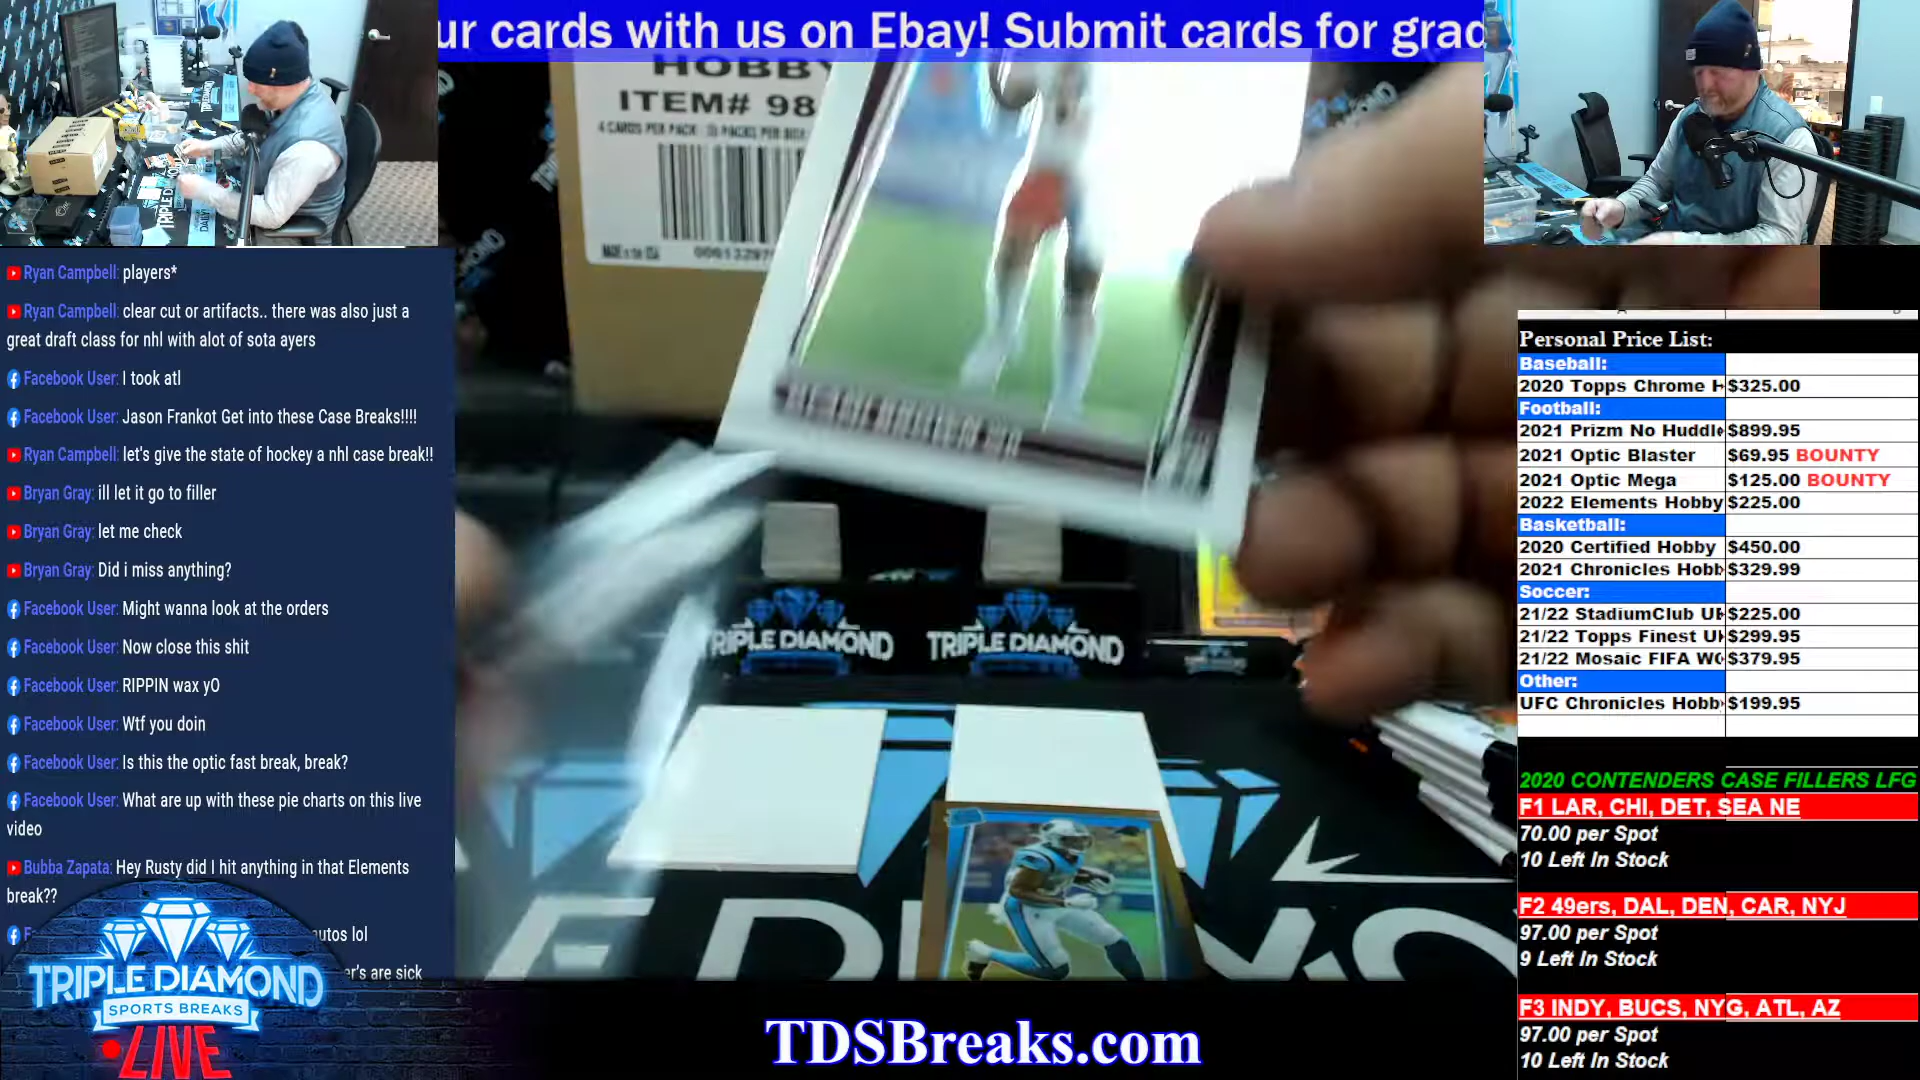 ur cards with us on Ebay! Submit cards for grad
HOBBY
ITEM# 98
4 CARDS PER PACK
PACKS PER BOX
TRIPLE DIAMOND
TRIPLE DIAMOND
Ryan Campbell: players*
Ryan Campbell: clear cut or artifacts.. there was also just a
great draft class for nhl with alot of sota ayers
Facebook User: I took atl
Facebook User: Jason Frankot Get into these Case Breaks!!!!
Ryan Campbell: let's give the state of hockey a nhl case break!!
Bryan Gray: ill let it go to filler
Bryan Gray: let me check
Bryan Gray: Did i miss anything?
Facebook User: Might wanna look at the orders
Facebook User: Now close this shit
Facebook User: RIPPIN wax yO
Facebook User: Wtf you doin
Facebook User: Is this the optic fast break, break?
Facebook User: What are up with these pie charts on this live
video
Bubba Zapata: Hey Rusty did I hit anything in that Elements
break??
utos lol
er's are sick
TRIPLE DIAMOND
SPORTS BREAKS
LIVE
TDSBreaks.com
Personal Price List:
Baseball:
2020 Topps Chrome H $325.00
Football:
2021 Prizm No Huddle $899.95
2021 Optic Blaster $69.95 BOUNTY
2021 Optic Mega $125.00 BOUNTY
2022 Elements Hobby $225.00
Basketball:
2020 Certified Hobby $450.00
2021 Chronicles Hobb $329.99
Soccer:
21/22 StadiumClub U $225.00
21/22 Topps Finest U $299.95
21/22 Mosaic FIFA W $379.95
Other:
UFC Chronicles Hobb $199.95
2020 CONTENDERS CASE FILLERS LFG
F1 LAR, CHI, DET, SEA NE
70.00 per Spot
10 Left In Stock
F2 49ers, DAL, DEN, CAR, NYJ
97.00 per Spot
9 Left In Stock
F3 INDY, BUCS, NYG, ATL, AZ
97.00 per Spot
10 Left In Stock